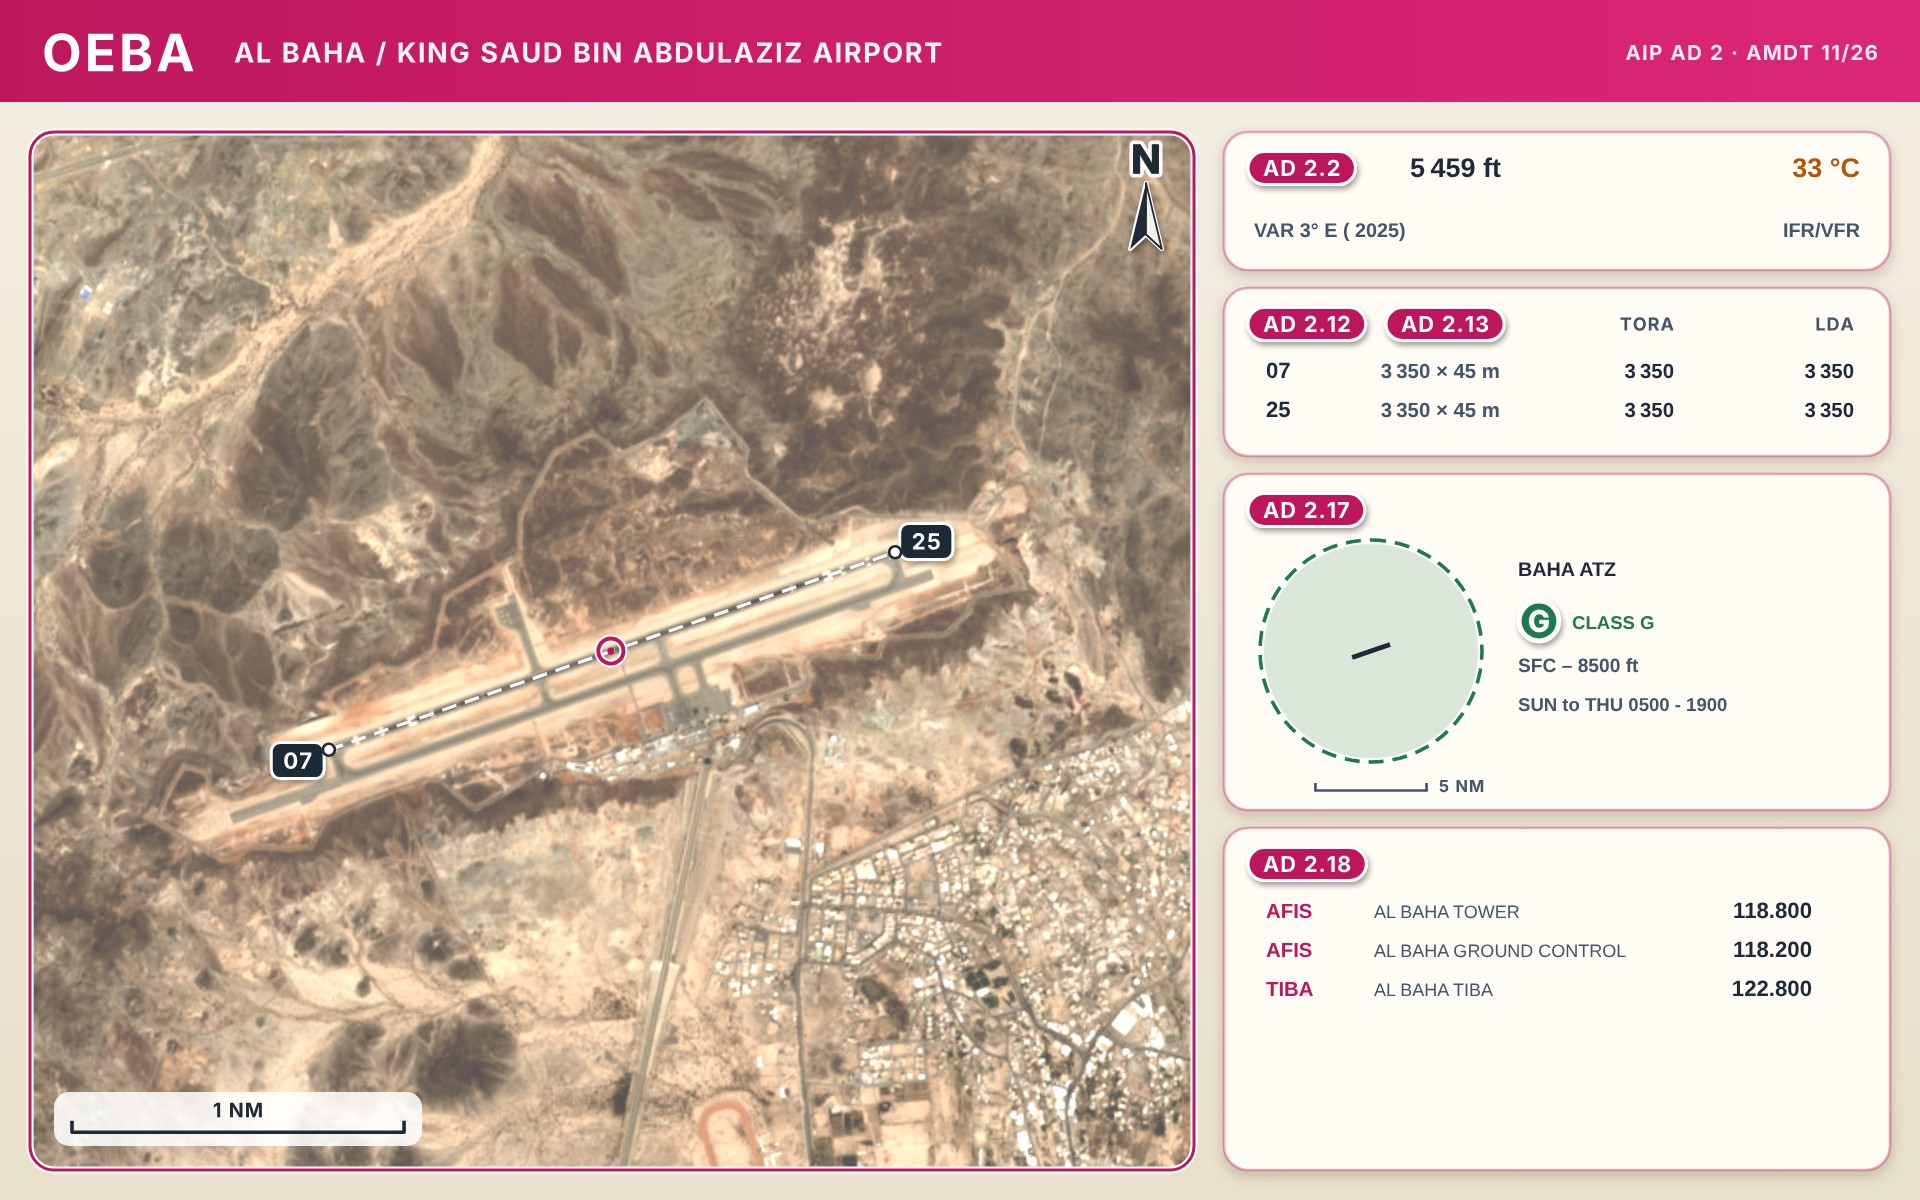 OEBA AL BAHA / KING SAUD BIN ABDULAZIZ AIRPORT AIP AD 2 · AMDT 11/26
N
25
07
1 NM
AD 2.2 5 459 ft 33 °C
VAR 3° E ( 2025) IFR/VFR
AD 2.12 AD 2.13 TORA LDA
07 3 350 × 45 m 3 350 3 350
25 3 350 × 45 m 3 350 3 350
AD 2.17
BAHA ATZ
G CLASS G
SFC – 8500 ft
SUN to THU 0500 - 1900
5 NM
AD 2.18
AFIS AL BAHA TOWER 118.800
AFIS AL BAHA GROUND CONTROL 118.200
TIBA AL BAHA TIBA 122.800